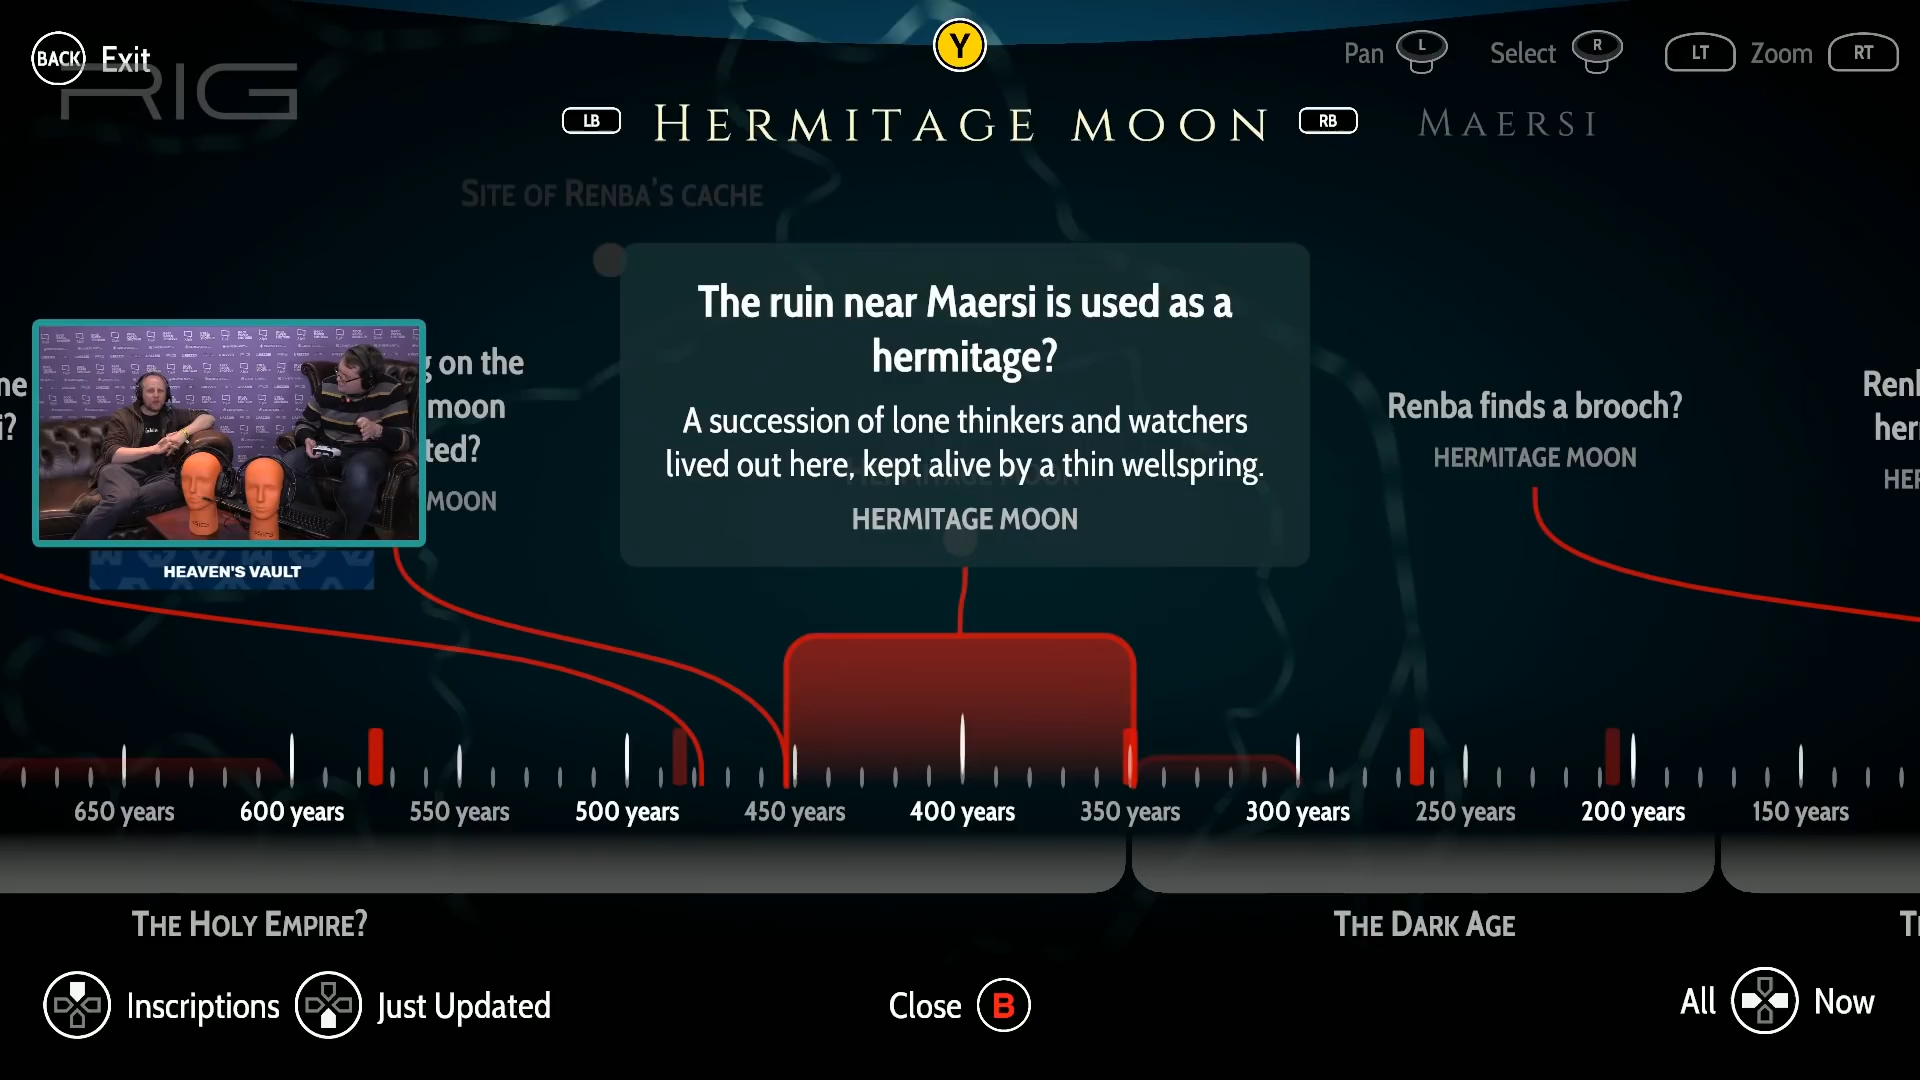 BACK Exit
RIG
Y
Pan L Select R LT Zoom RT
LB HERMITAGE MOON RB MAERSI
SITE OF RENBA'S CACHE
The ruin near Maersi is used as a
hermitage?
A succession of lone thinkers and watchers
lived out here, kept alive by a thin wellspring.
HERMITAGE MOON
on the
moon
MOON
Renba finds a brooch?
HERMITAGE MOON
HEAVEN'S VAULT
650 years 600 years 550 years 500 years 450 years 400 years 350 years 300 years 250 years 200 years 150 years
THE HOLY EMPIRE? THE DARK AGE
Inscriptions Just Updated Close B All Now